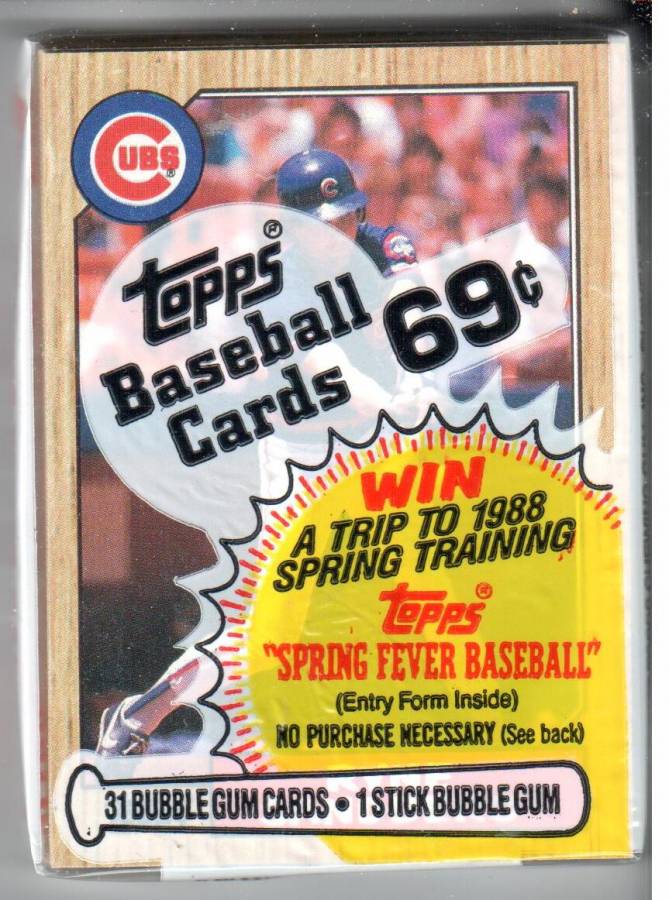 CUBS®
Topps®
Baseball
Cards
69¢
WIN
A TRIP TO 1988
SPRING TRAINING
Topps®
"SPRING FEVER BASEBALL"
(Entry Form Inside)
NO PURCHASE NECESSARY (See back)
31 BUBBLE GUM CARDS • 1 STICK BUBBLE GUM